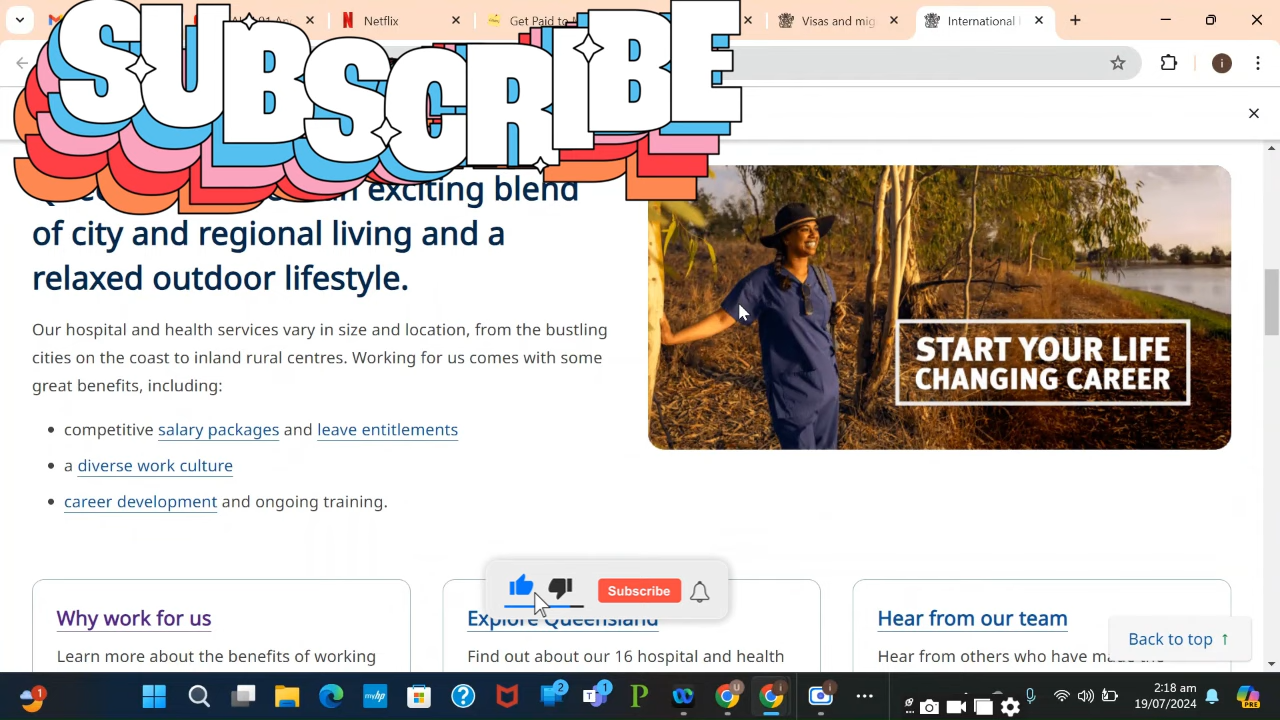 Netflix
Get Paid to
Visas and mig
International
SUBSCRIBE
exciting blend
of city and regional living and a
relaxed outdoor lifestyle.
Our hospital and health services vary in size and location, from the bustling
cities on the coast to inland rural centres. Working for us comes with some
great benefits, including:
competitive salary packages and leave entitlements
a diverse work culture
career development and ongoing training.
START YOUR LIFE
CHANGING CAREER
Subscribe
Why work for us
Explore Queensland
Hear from our team
Back to top ↑
Learn more about the benefits of working
Find out about our 16 hospital and health
Hear from others who have made the
2:18 am
19/07/2024